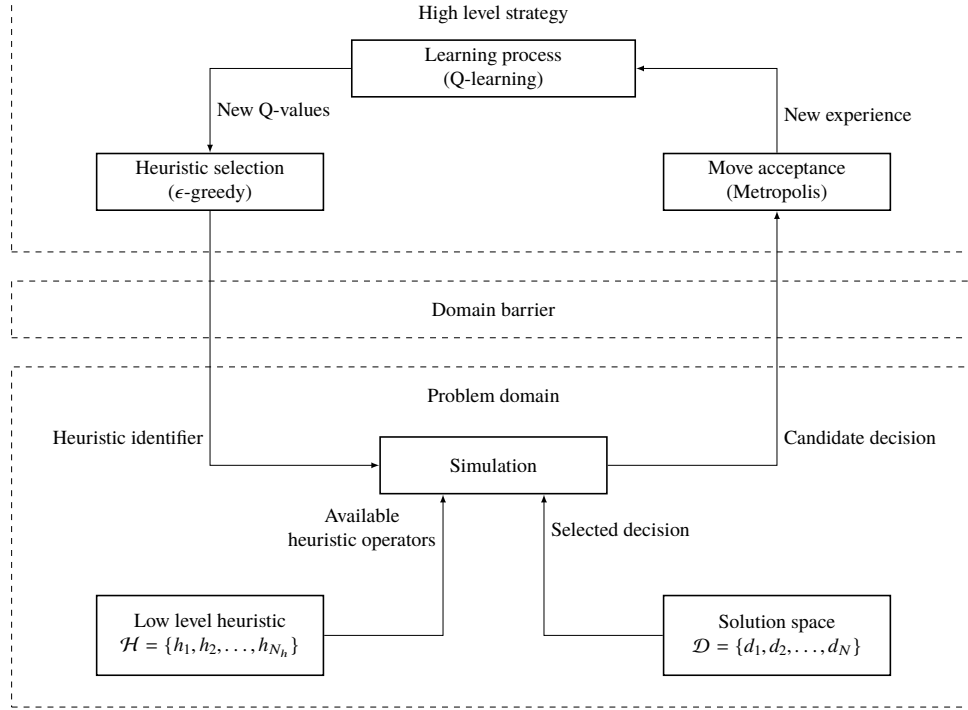 High level strategy
Learning process
(Q-learning)
New Q-values
New experience
Heuristic selection
(ϵ-greedy)
Move acceptance
(Metropolis)
Domain barrier
Problem domain
Heuristic identifier
Candidate decision
Simulation
Available
heuristic operators
Selected decision
Low level heuristic
ℋ = {h₁, h₂, . . . , h_{N_h}}
Solution space
𝒟 = {d₁, d₂, . . . , d_N}